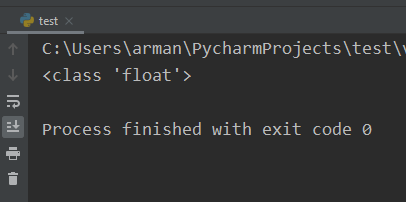 test
C:\Users\arman\PycharmProjects\test\v
<class 'float'>
Process finished with exit code 0